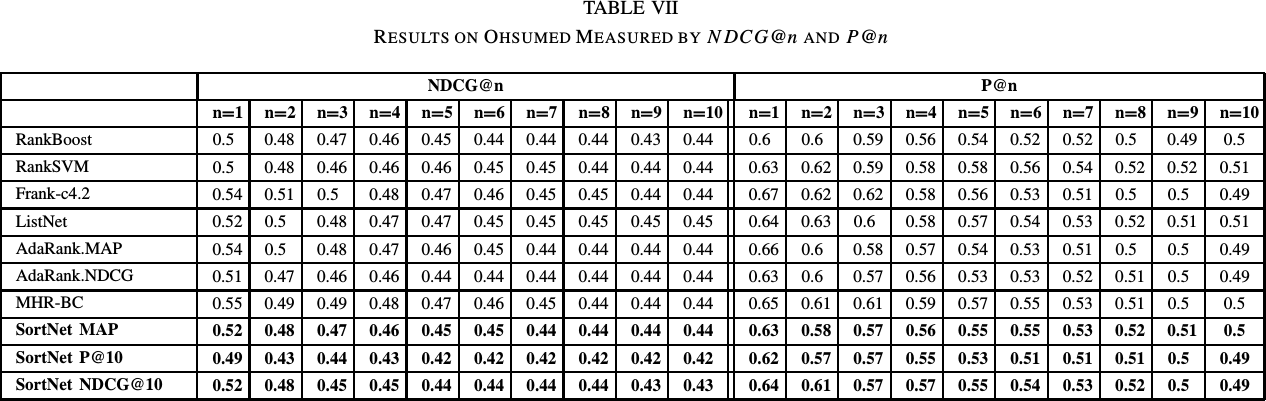 TABLE VII
RESULTS ON OHSUMED MEASURED BY NDCG@n AND P@n
NDCG@n P@n
n=1 n=2 n=3 n=4 n=5 n=6 n=7 n=8 n=9 n=10 n=1 n=2 n=3 n=4 n=5 n=6 n=7 n=8 n=9 n=10
RankBoost 0.5 0.48 0.47 0.46 0.45 0.44 0.44 0.44 0.43 0.44 0.6 0.6 0.59 0.56 0.54 0.52 0.52 0.5 0.49 0.5
RankSVM 0.5 0.48 0.46 0.46 0.46 0.45 0.45 0.44 0.44 0.44 0.63 0.62 0.59 0.58 0.58 0.56 0.54 0.52 0.52 0.51
Frank-c4.2 0.54 0.51 0.5 0.48 0.47 0.46 0.45 0.45 0.44 0.44 0.67 0.62 0.62 0.58 0.56 0.53 0.51 0.5 0.5 0.49
ListNet 0.52 0.5 0.48 0.47 0.47 0.45 0.45 0.45 0.45 0.45 0.64 0.63 0.6 0.58 0.57 0.54 0.53 0.52 0.51 0.51
AdaRank.MAP 0.54 0.5 0.48 0.47 0.46 0.45 0.44 0.44 0.44 0.44 0.66 0.6 0.58 0.57 0.54 0.53 0.51 0.5 0.5 0.49
AdaRank.NDCG 0.51 0.47 0.46 0.46 0.44 0.44 0.44 0.44 0.44 0.44 0.63 0.6 0.57 0.56 0.53 0.53 0.52 0.51 0.5 0.49
MHR-BC 0.55 0.49 0.49 0.48 0.47 0.46 0.45 0.44 0.44 0.44 0.65 0.61 0.61 0.59 0.57 0.55 0.53 0.51 0.5 0.5
SortNet MAP 0.52 0.48 0.47 0.46 0.45 0.45 0.44 0.44 0.44 0.44 0.63 0.58 0.57 0.56 0.55 0.55 0.53 0.52 0.51 0.5
SortNet P@10 0.49 0.43 0.44 0.43 0.42 0.42 0.42 0.42 0.42 0.42 0.62 0.57 0.57 0.55 0.53 0.51 0.51 0.51 0.5 0.49
SortNet NDCG@10 0.52 0.48 0.45 0.45 0.44 0.44 0.44 0.44 0.43 0.43 0.64 0.61 0.57 0.57 0.55 0.54 0.53 0.52 0.5 0.49